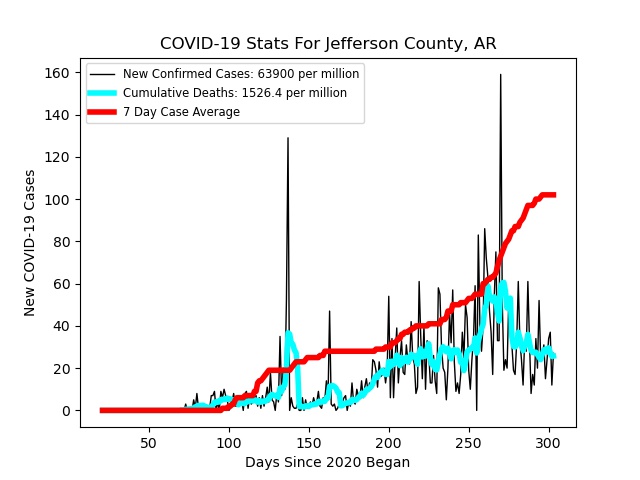 COVID-19 Stats For Jefferson County, AR
New Confirmed Cases: 63900 per million
Cumulative Deaths: 1526.4 per million
7 Day Case Average
160
140
120
100
80
60
40
20
0
New COVID-19 Cases
50 100 150 200 250 300
Days Since 2020 Began